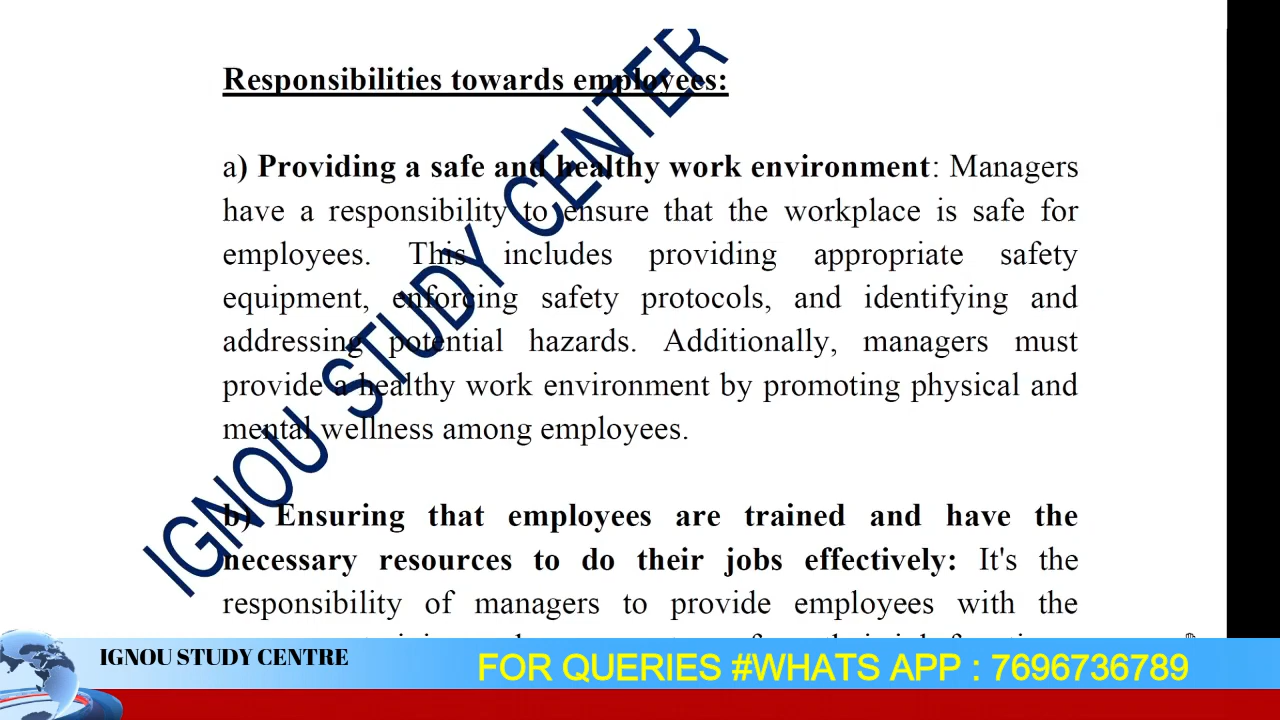 Responsibilities towards employees:
a) Providing a safe and healthy work environment: Managers
have a responsibility to ensure that the workplace is safe for
employees. This includes providing appropriate safety
equipment, enforcing safety protocols, and identifying and
addressing potential hazards. Additionally, managers must
provide a healthy work environment by promoting physical and
mental wellness among employees.
b) Ensuring that employees are trained and have the
necessary resources to do their jobs effectively: It's the
responsibility of managers to provide employees with the
IGNOU STUDY CENTER
IGNOU STUDY CENTRE
FOR QUERIES #WHATS APP : 7696736789